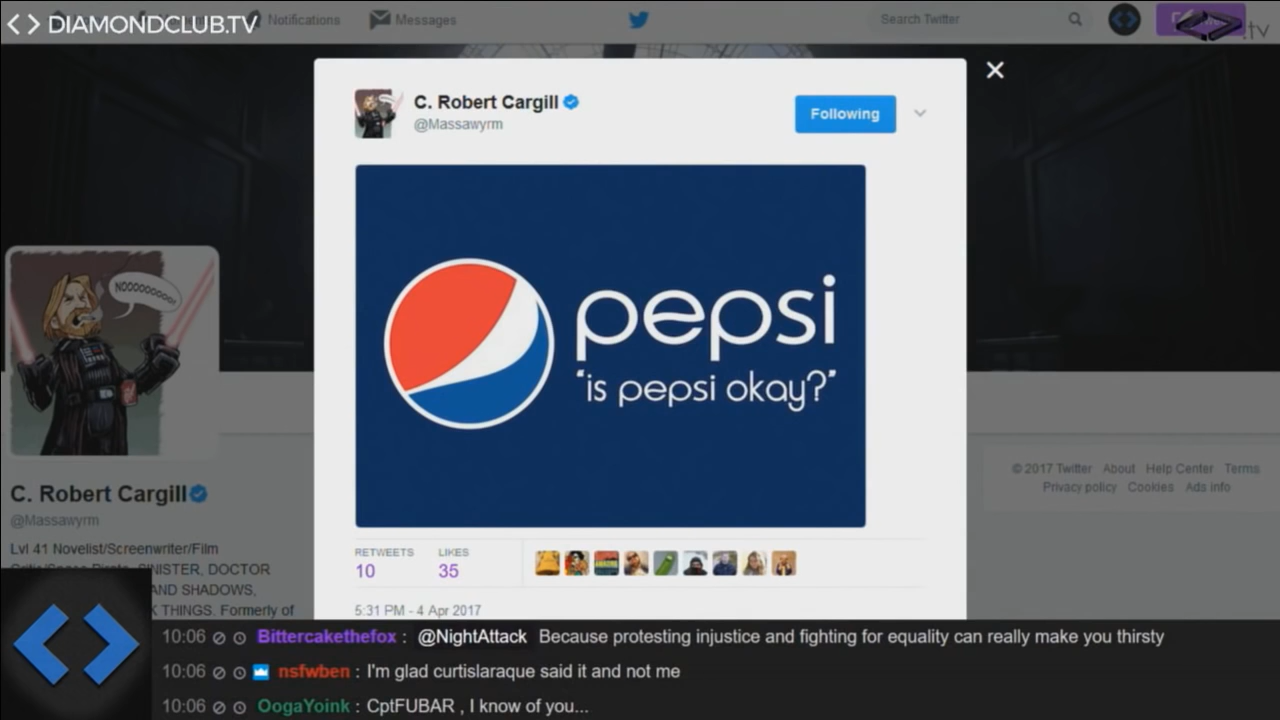 DIAMONDCLUB.TV
Notifications
Messages
Search Twitter
.tv
C. Robert Cargill
@Massawyrm
Following
pepsi
"is pepsi okay?"
NOOOOOOOOO!
C. Robert Cargill
@Massawyrm
Lvl 41 Novelist/Screenwriter/Film
SINISTER, DOCTOR
AND SHADOWS,
THINGS. Formerly of
© 2017 Twitter About Help Center Terms
Privacy policy Cookies Ads info
RETWEETS LIKES
10 35
5:31 PM - 4 Apr 2017
10:06 Bittercakethefox : @NightAttack Because protesting injustice and fighting for equality can really make you thirsty
10:06 nsfwben : I'm glad curtislaraque said it and not me
10:06 OogaYoink : CptFUBAR , I know of you...